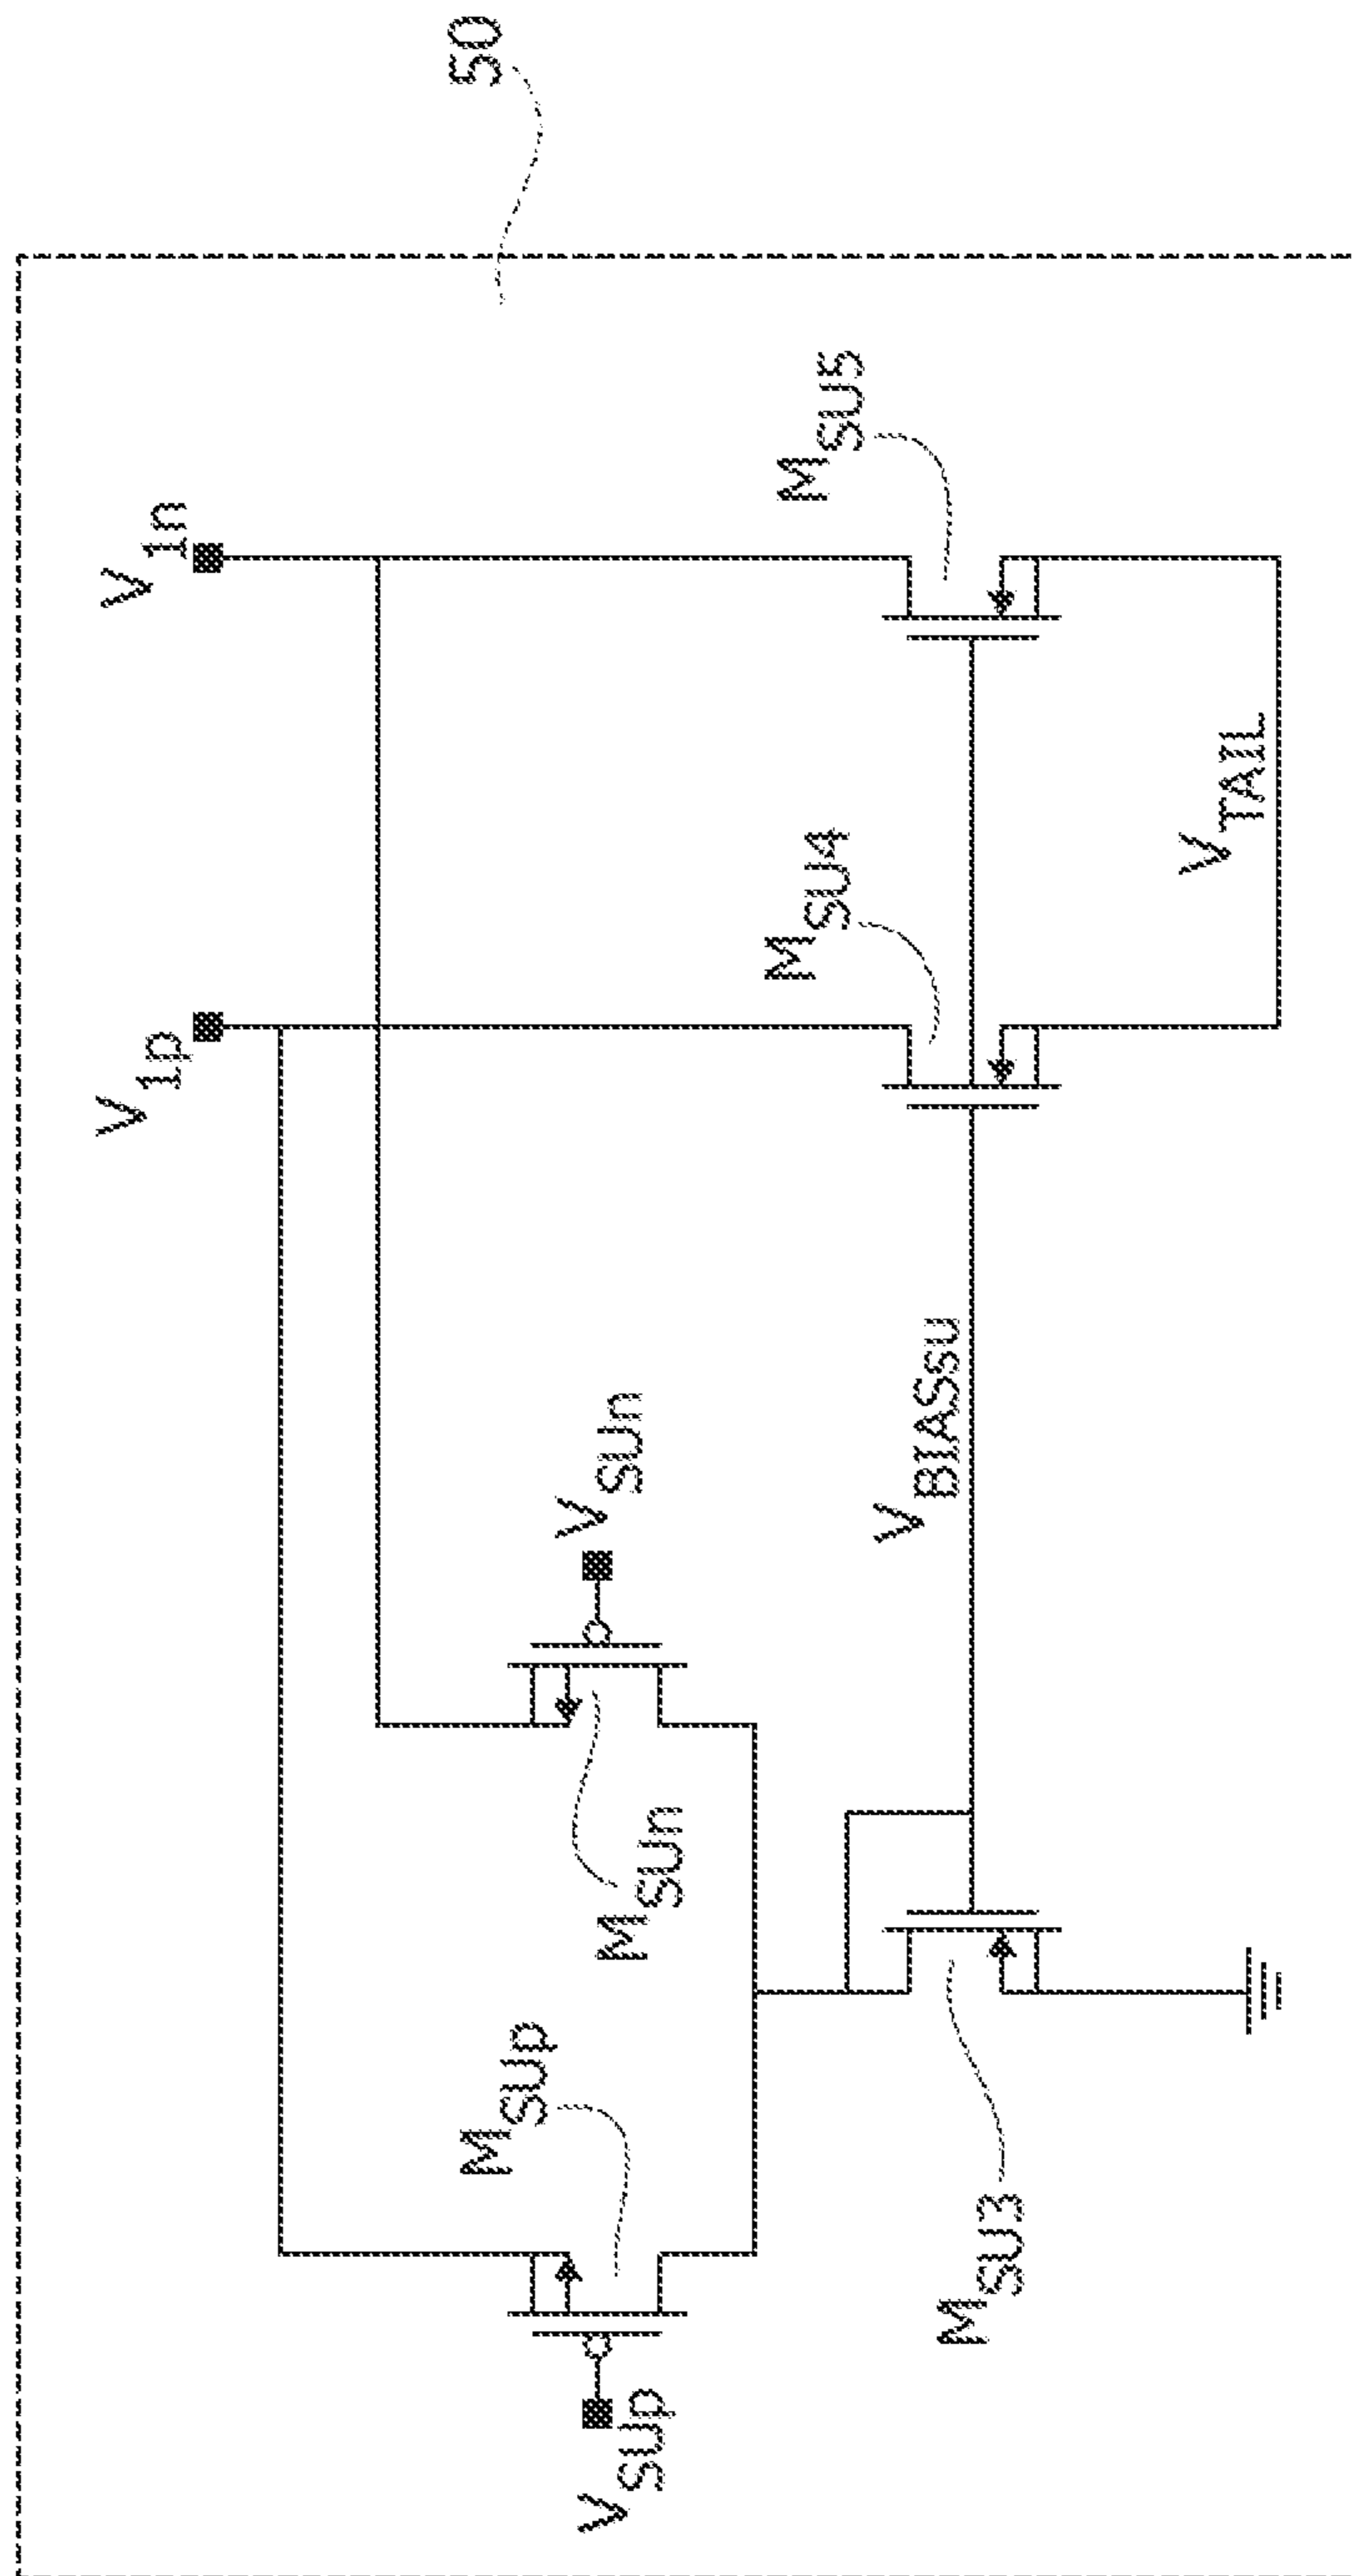 50
V1p
V1n
VSUp
MSUp
MSUn
VSUn
MSU3
VBIASsu
MSU4
MSU5
VTAIL